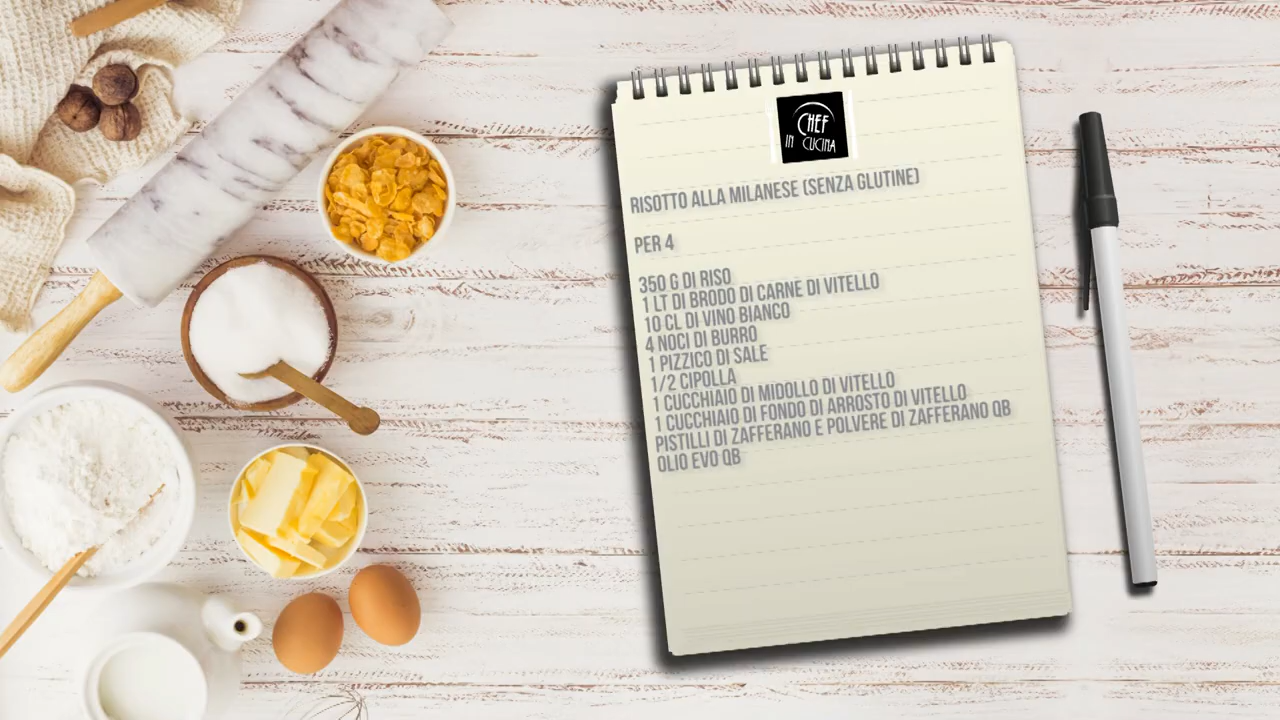 CHEF
IN CUCINA
RISOTTO ALLA MILANESE (SENZA GLUTINE)
PER 4
350 G DI RISO
1 LT DI BRODO DI CARNE DI VITELLO
10 CL DI VINO BIANCO
4 NOCI DI BURRO
1 PIZZICO DI SALE
1/2 CIPOLLA
1 CUCCHIAIO DI MIDOLLO DI VITELLO
1 CUCCHIAIO DI FONDO DI ARROSTO DI VITELLO
PISTILLI DI ZAFFERANO E POLVERE DI ZAFFERANO QB
OLIO EVO QB